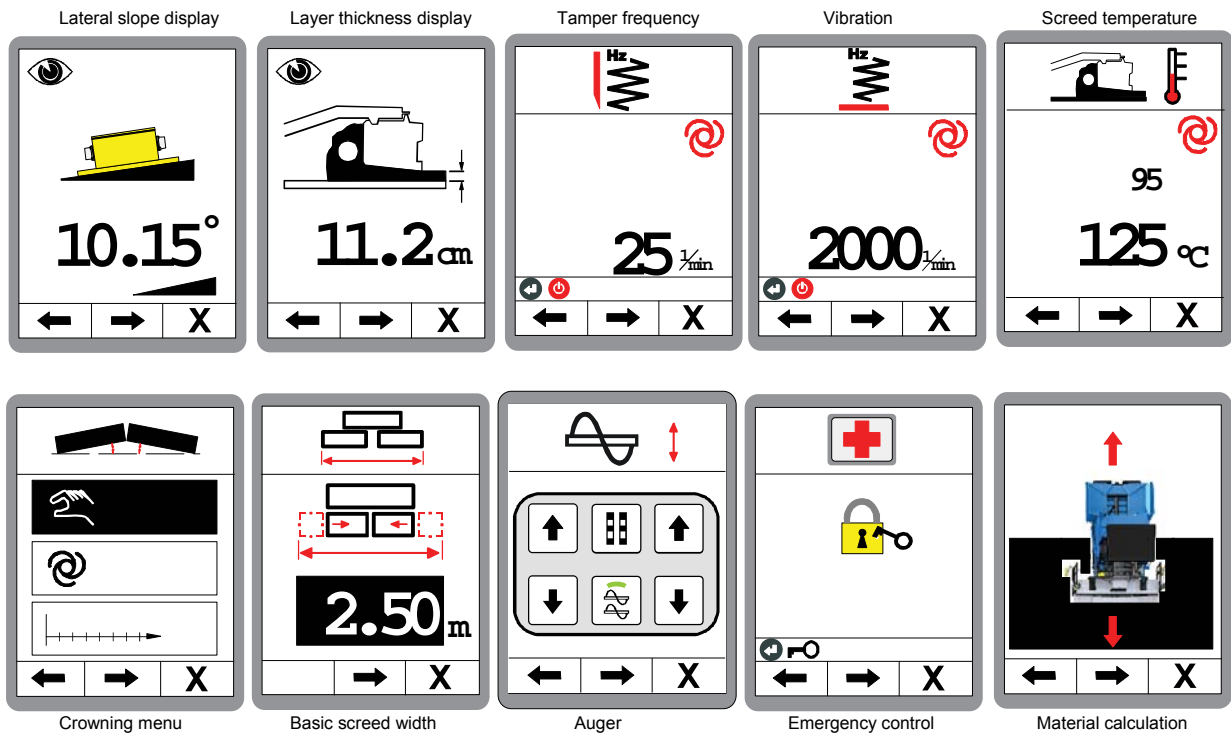 Lateral slope display
Layer thickness display
Tamper frequency
Vibration
Screed temperature
Hz
Hz
95
10.15°
11.2 cm
25 1/min
2000 1/min
125 °C
X
X
X
X
X
2.50 m
X
X
X
X
X
Crowning menu
Basic screed width
Auger
Emergency control
Material calculation